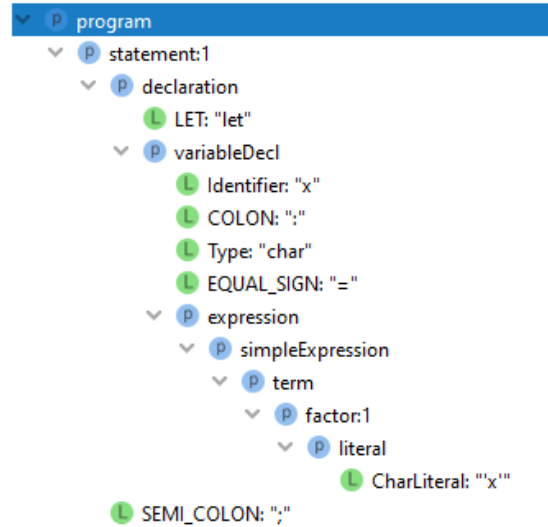 P program
P statement:1
P declaration
L LET: "let"
P variableDecl
L Identifier: "x"
L COLON: ":"
L Type: "char"
L EQUAL_SIGN: "="
P expression
P simpleExpression
P term
P factor:1
P literal
L CharLiteral: "'x'"
L SEMI_COLON: ";"